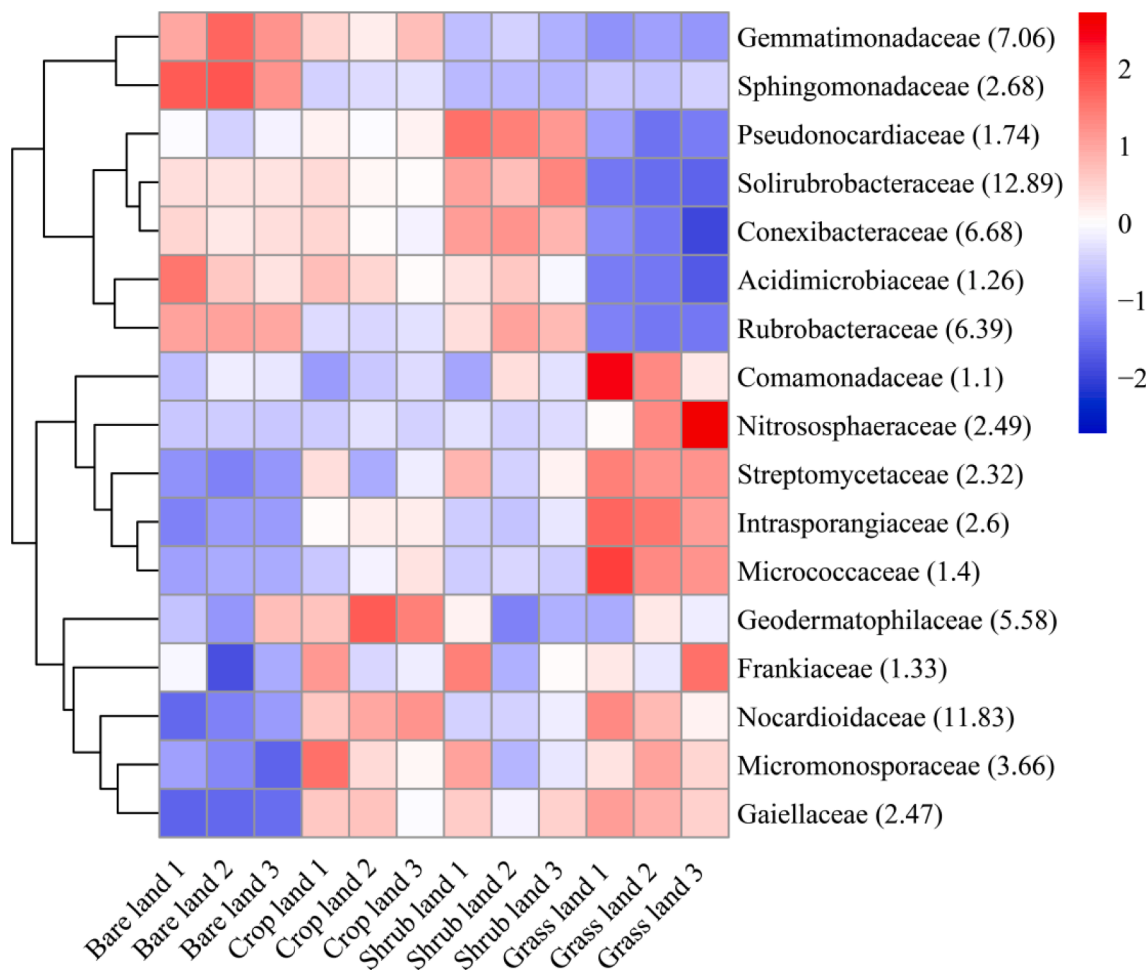 Gemmatimonadaceae (7.06)
Sphingomonadaceae (2.68)
Pseudonocardiaceae (1.74)
Solirubrobacteraceae (12.89)
Conexibacteraceae (6.68)
Acidimicrobiaceae (1.26)
Rubrobacteraceae (6.39)
Comamonadaceae (1.1)
Nitrososphaeraceae (2.49)
Streptomycetaceae (2.32)
Intrasporangiaceae (2.6)
Micrococcaceae (1.4)
Geodermatophilaceae (5.58)
Frankiaceae (1.33)
Nocardioidaceae (11.83)
Micromonosporaceae (3.66)
Gaiellaceae (2.47)
2
1
0
−1
−2
Bare land 1
Bare land 2
Bare land 3
Crop land 1
Crop land 2
Crop land 3
Shrub land 1
Shrub land 2
Shrub land 3
Grass land 1
Grass land 2
Grass land 3